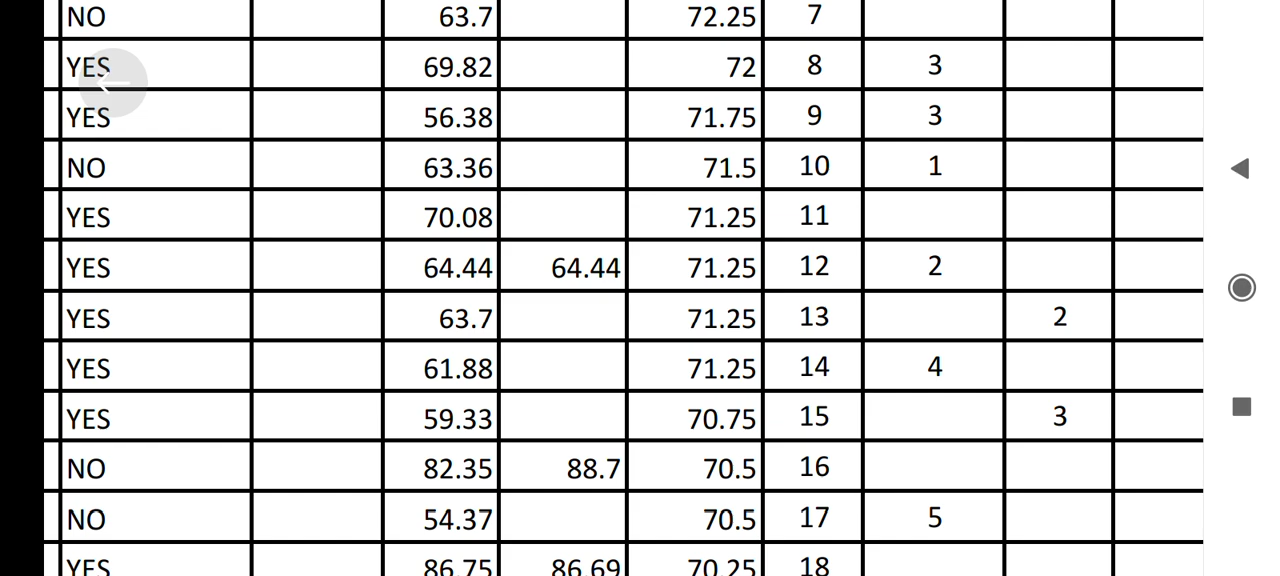 NO 63.7 72.25 7
YES 69.82 72 8 3
YES 56.38 71.75 9 3
NO 63.36 71.5 10 1
YES 70.08 71.25 11
YES 64.44 64.44 71.25 12 2
YES 63.7 71.25 13 2
YES 61.88 71.25 14 4
YES 59.33 70.75 15 3
NO 82.35 88.7 70.5 16
NO 54.37 70.5 17 5
YES 86.75 86.69 70.25 18